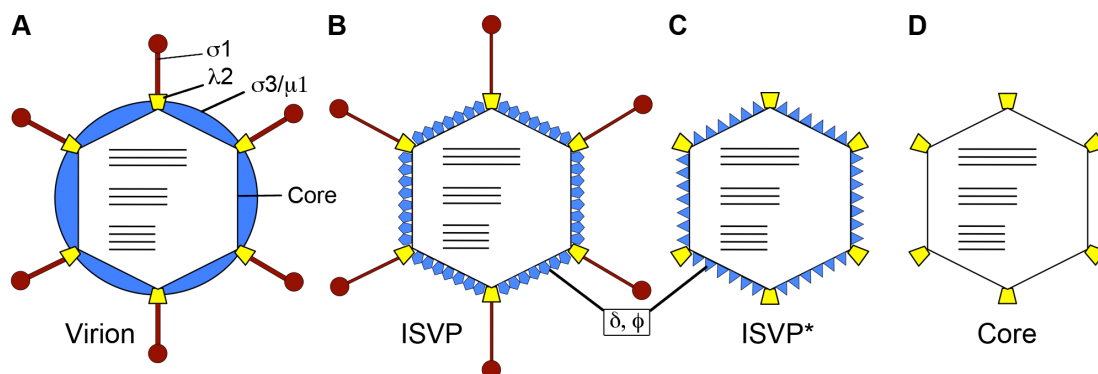 A
B
C
D
σ1
λ2
σ3/μ1
Core
δ, ϕ
Virion
ISVP
ISVP*
Core